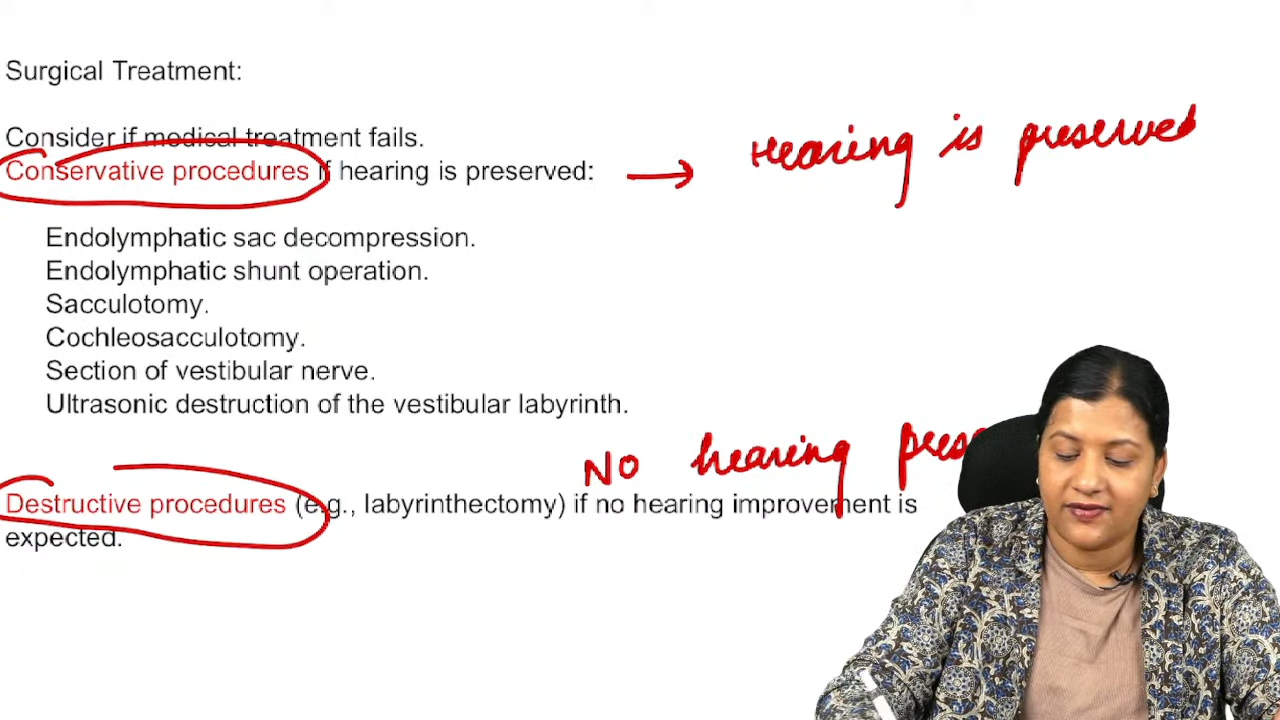 Surgical Treatment:
Consider if medical treatment fails.
Conservative procedures if hearing is preserved:
Hearing is preserved
Endolymphatic sac decompression.
Endolymphatic shunt operation.
Sacculotomy.
Cochleosacculotomy.
Section of vestibular nerve.
Ultrasonic destruction of the vestibular labyrinth.
No hearing
Destructive procedures (e.g., labyrinthectomy) if no hearing improvement is
expected.